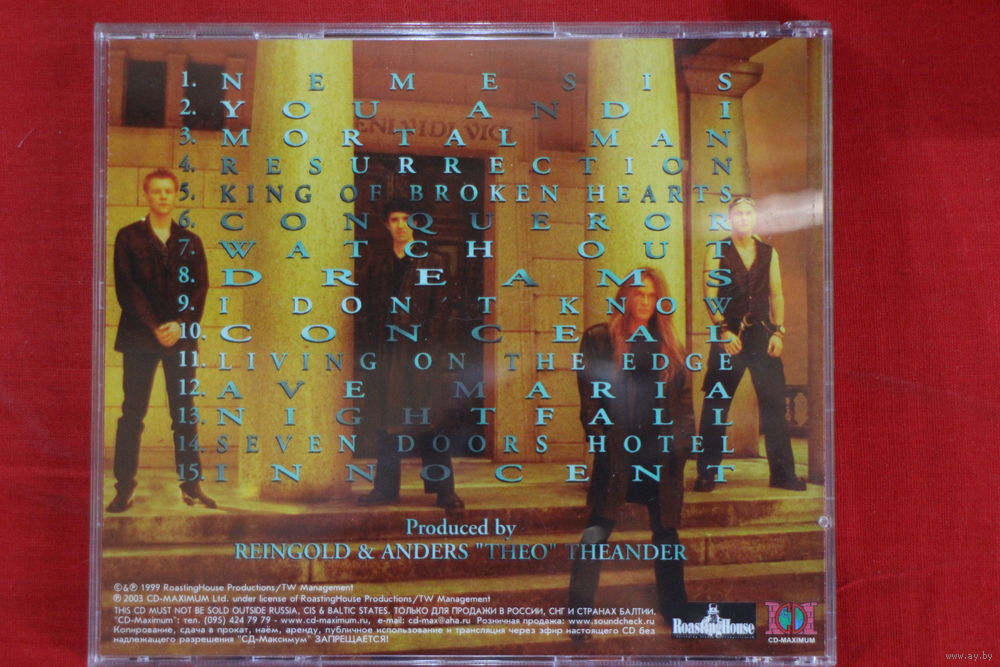 1. NEMESIS
2. YOU AND I
3. MORTAL MAN
4. RESURRECTION
5. KING OF BROKEN HEARTS
6. CONQUEROR
7. WATCH OUT
8. DREAMS
9. I DON'T KNOW
10. CONCEAL
11. LIVING ON THE EDGE
12. AVE MARIA
13. NIGHTFALL
14. SEVEN DOORS HOTEL
15. INNOCENT
Produced by
REINGOLD & ANDERS "THEO" THEANDER
©&℗ 1999 RoastingHouse Productions/TW Management
℗ 2003 CD-MAXIMUM Ltd. under license of RoastingHouse Productions/TW Management
THIS CD MUST NOT BE SOLD OUTSIDE RUSSIA, CIS & BALTIC STATES. ТОЛЬКО ДЛЯ ПРОДАЖИ В РОССИИ, СНГ И СТРАНАХ БАЛТИИ.
"CD-Maximum": тел. (095) 424 79 79 - www.cd-maximum.ru, e-mail: cd-max@aha.ru Розничная продажа: www.soundcheck.ru
Копирование, сдача в прокат, наём, аренду, публичное использование и трансляция через эфир настоящего CD без
надлежащего разрешения "СД-Максимум" ЗАПРЕЩАЕТСЯ!
RoastingHouse
CD-MAXIMUM
www.ay.by